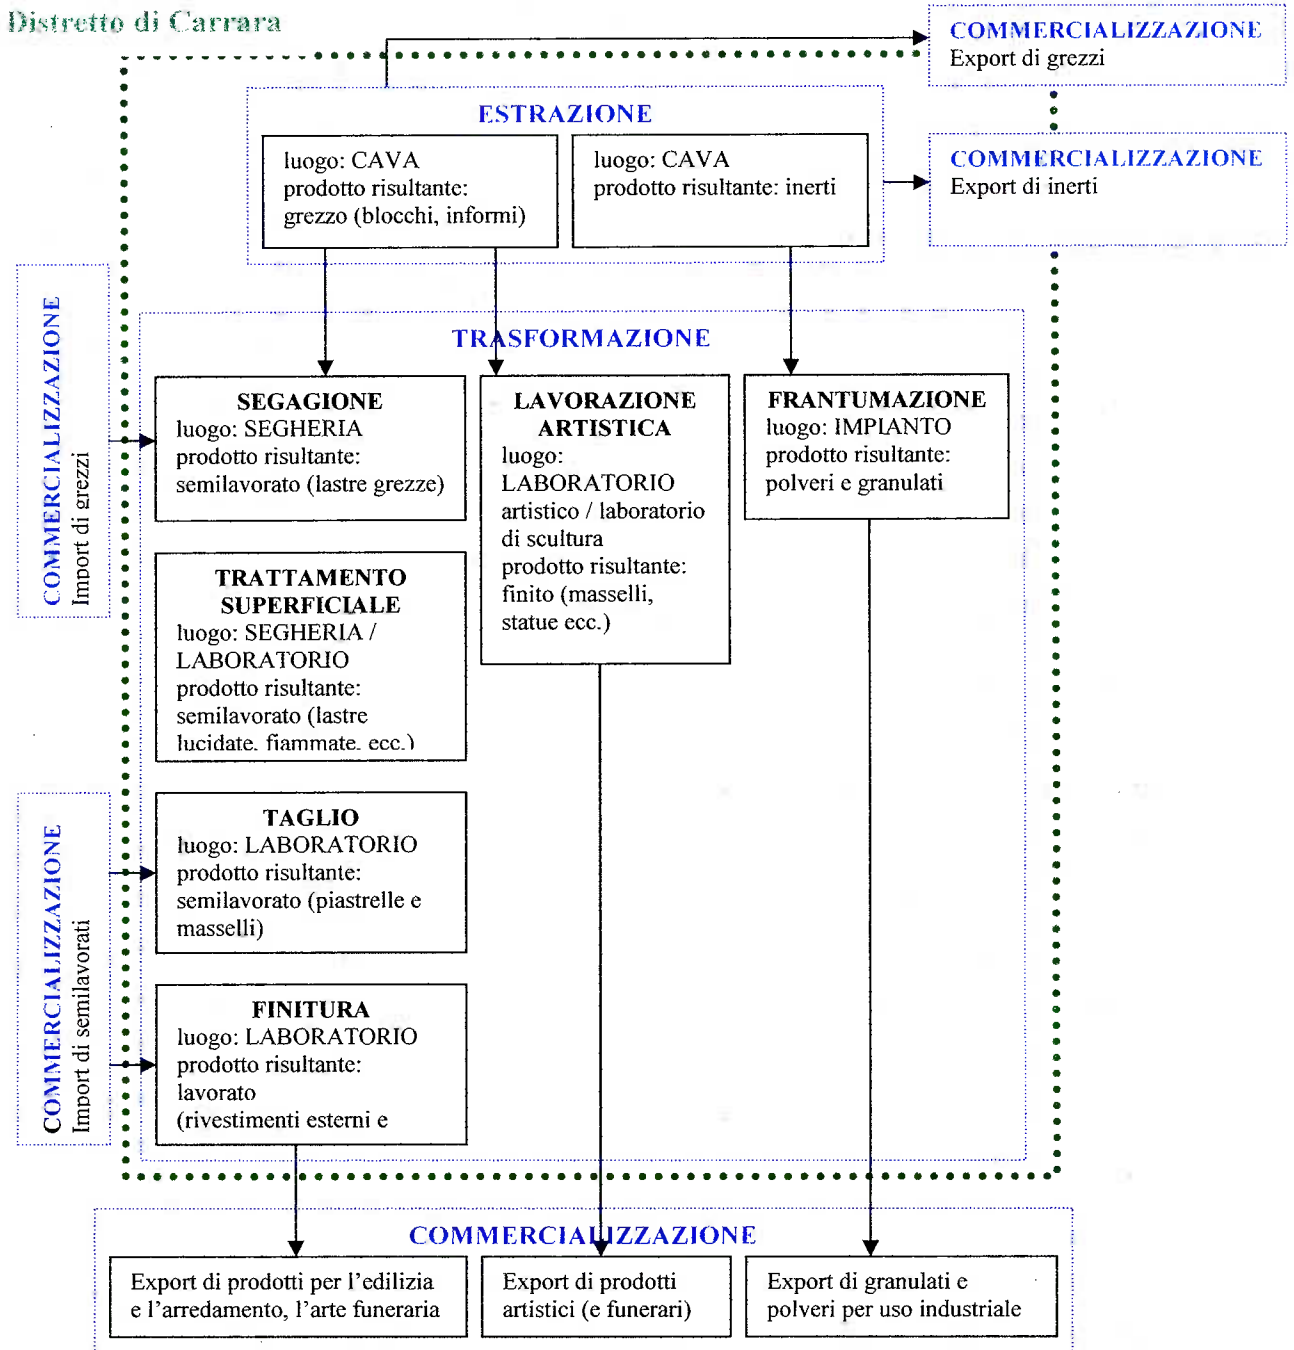 Distretto di Carrara
COMMERCIALIZZAZIONE
Export di grezzi
ESTRAZIONE
luogo: CAVA
prodotto risultante:
grezzo (blocchi, informi)
luogo: CAVA
prodotto risultante: inerti
COMMERCIALIZZAZIONE
Export di inerti
COMMERCIALIZZAZIONE
Import di grezzi
TRASFORMAZIONE
SEGAGIONE
luogo: SEGHERIA
prodotto risultante:
semilavorato (lastre grezze)
LAVORAZIONE
ARTISTICA
luogo:
LABORATORIO
artistico / laboratorio
di scultura
prodotto risultante:
finito (masselli,
statue ecc.)
FRANTUMAZIONE
luogo: IMPIANTO
prodotto risultante:
polveri e granulati
TRATTAMENTO
SUPERFICIALE
luogo: SEGHERIA /
LABORATORIO
prodotto risultante:
semilavorato (lastre
lucidate, fiammate, ecc.)
COMMERCIALIZZAZIONE
Import di semilavorati
TAGLIO
luogo: LABORATORIO
prodotto risultante:
semilavorato (piastrelle e
masselli)
FINITURA
luogo: LABORATORIO
prodotto risultante:
lavorato
(rivestimenti esterni e
COMMERCIALIZZAZIONE
Export di prodotti per l'edilizia
e l'arredamento, l'arte funeraria
Export di prodotti
artistici (e funerari)
Export di granulati e
polveri per uso industriale